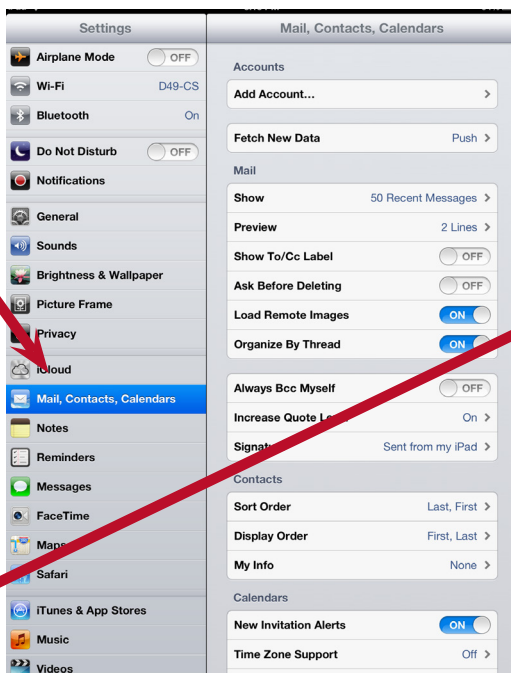 Settings
Airplane Mode OFF
Wi-Fi D49-CS
Bluetooth On
Do Not Disturb OFF
Notifications
General
Sounds
Brightness & Wallpaper
Picture Frame
Privacy
iCloud
Mail, Contacts, Calendars
Notes
Reminders
Messages
FaceTime
Maps
Safari
iTunes & App Stores
Music
Videos
Mail, Contacts, Calendars
Accounts
Add Account...
Fetch New Data Push
Mail
Show 50 Recent Messages
Preview 2 Lines
Show To/Cc Label OFF
Ask Before Deleting OFF
Load Remote Images ON
Organize By Thread ON
Always Bcc Myself OFF
Increase Quote On
Sent from my iPad
Contacts
Sort Order Last, First
Display Order First, Last
My Info None
Calendars
New Invitation Alerts ON
Time Zone Support Off